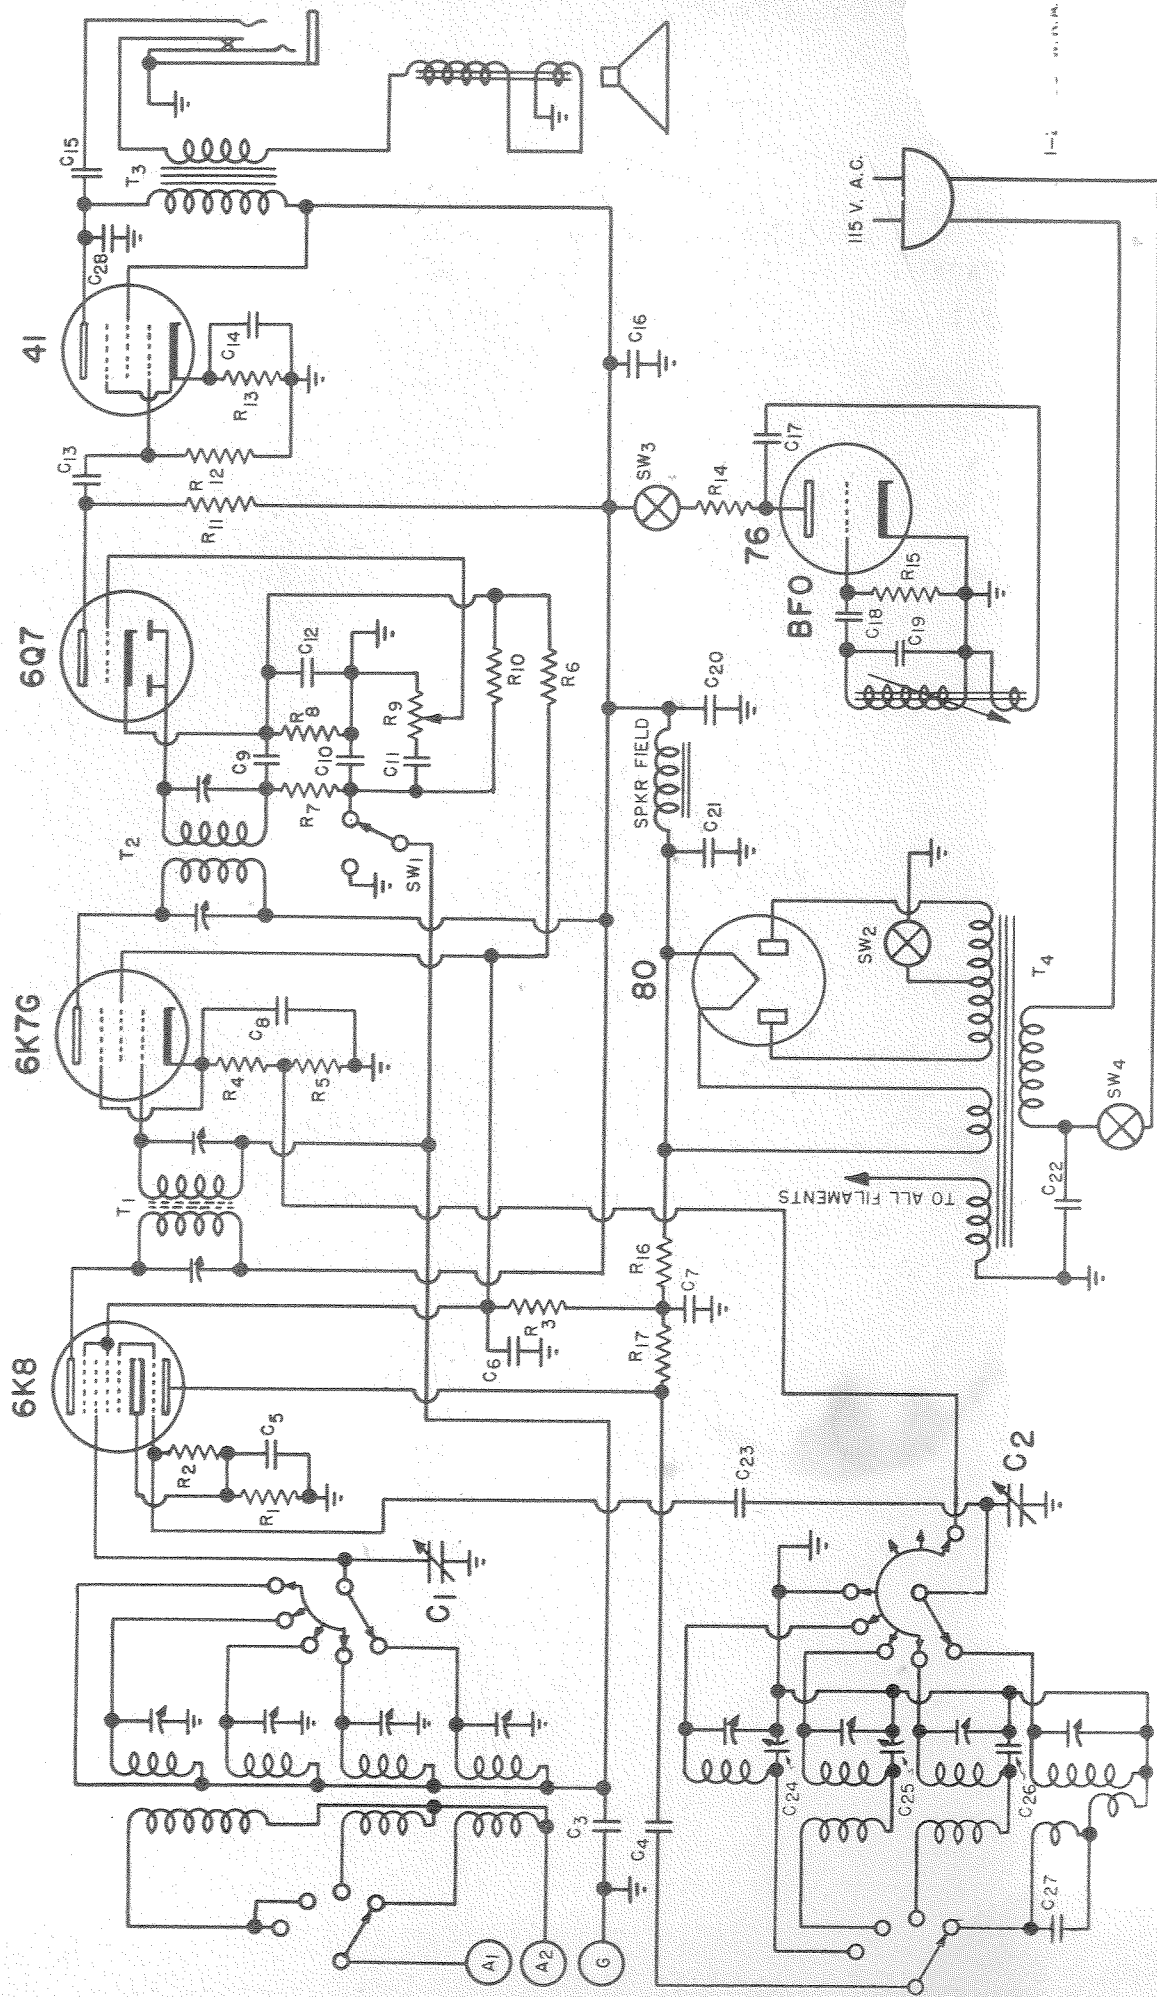 6K8
6K7G
6Q7
41
T1
T2
C15
T3
C28
C13
R12
R11
R13
C14
R2
R1
C5
R4
R5
C8
C9
R8
C12
R7
C10
R9
C11
SW1
R10
R6
C1
C6
R3
C16
SW3
R14
C17
76
BFO
C18
R15
C19
A1
A2
G
C3
C4
R17
R16
C7
80
SPKR FIELD
C21
C20
115 V. A.C.
SW2
T4
TO ALL FILAMENTS
C22
SW4
C23
C2
C24
C25
C26
C27